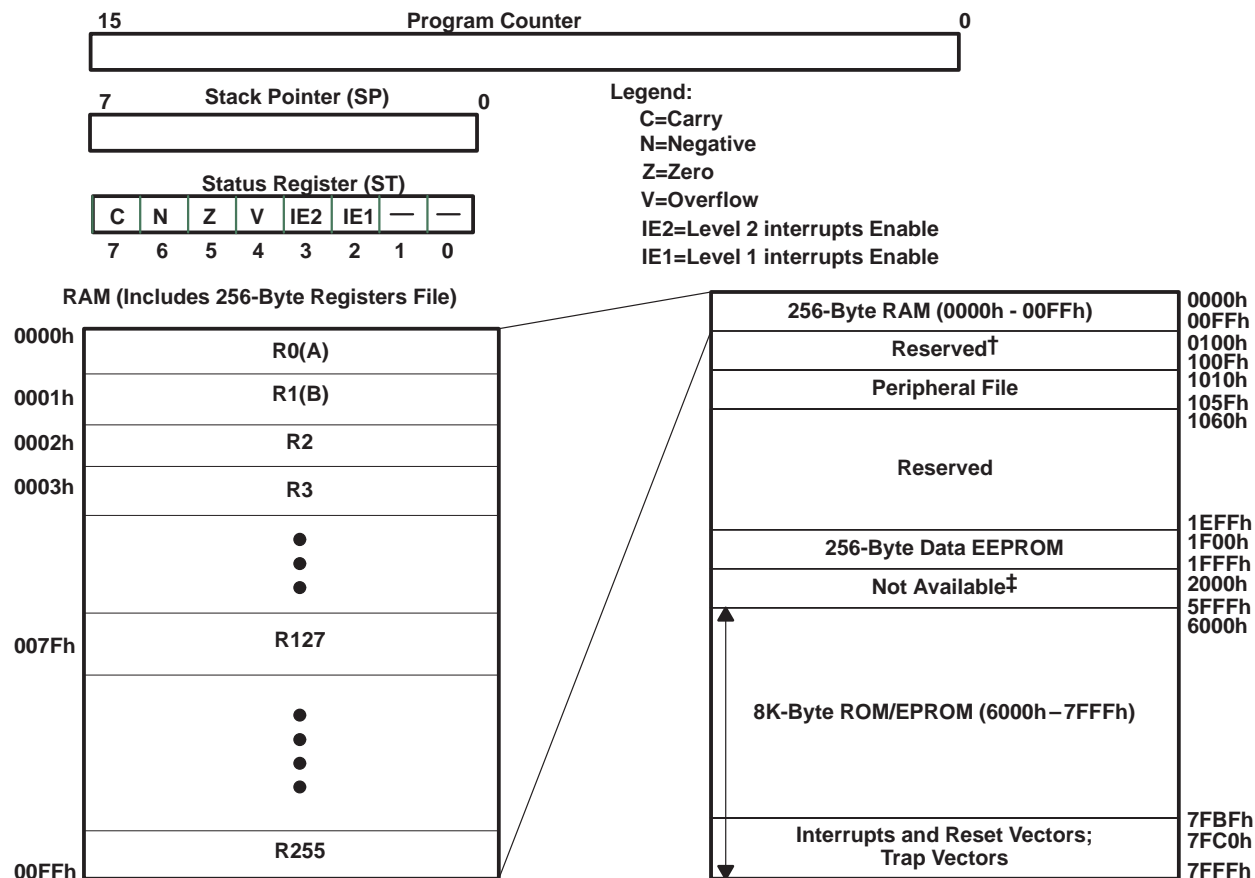 15 Program Counter 0
7 Stack Pointer (SP) 0
Status Register (ST)
C N Z V IE2 IE1 — —
7 6 5 4 3 2 1 0
Legend:
C=Carry
N=Negative
Z=Zero
V=Overflow
IE2=Level 2 interrupts Enable
IE1=Level 1 interrupts Enable
RAM (Includes 256-Byte Registers File)
0000h
R0(A)
0001h
R1(B)
0002h
R2
0003h
R3
007Fh
R127
R255
00FFh
256-Byte RAM (0000h - 00FFh)
0000h
00FFh
Reserved†
0100h
100Fh
Peripheral File
1010h
105Fh
1060h
Reserved
1EFFh
256-Byte Data EEPROM
1F00h
1FFFh
Not Available‡
2000h
5FFFh
6000h
8K-Byte ROM/EPROM (6000h–7FFFh)
7FBFh
Interrupts and Reset Vectors;
Trap Vectors
7FC0h
7FFFh